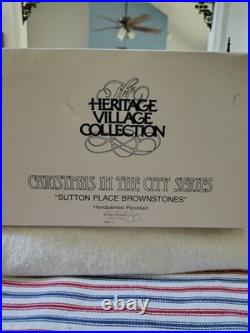 The
HERITAGE
VILLAGE
COLLECTION
CHRISTMAS IN THE CITY SERIES
"SUTTON PLACE BROWNSTONES"
Handpainted Porcelain